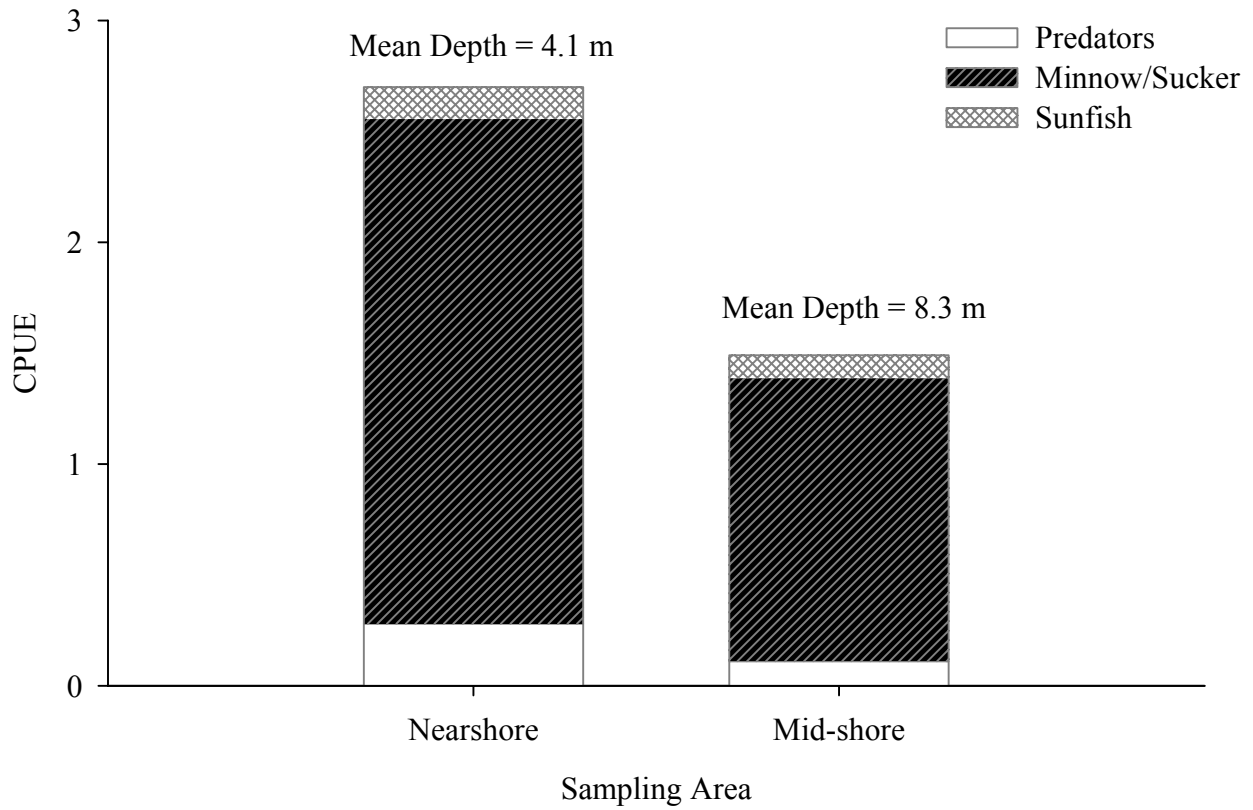 3
Mean Depth = 4.1 m
Predators
Minnow/Sucker
Sunfish
2
Mean Depth = 8.3 m
CPUE
1
0
Nearshore
Mid-shore
Sampling Area